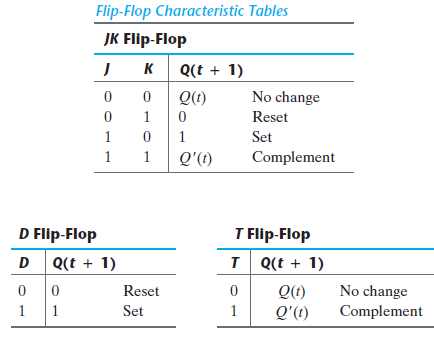 Flip-Flop Characteristic Tables
JK Flip-Flop
J K Q(t + 1)
0 0 Q(t) No change
0 1 0 Reset
1 0 1 Set
1 1 Q'(t) Complement
D Flip-Flop
D Q(t + 1)
0 0 Reset
1 1 Set
T Flip-Flop
T Q(t + 1)
0 Q(t) No change
1 Q'(t) Complement